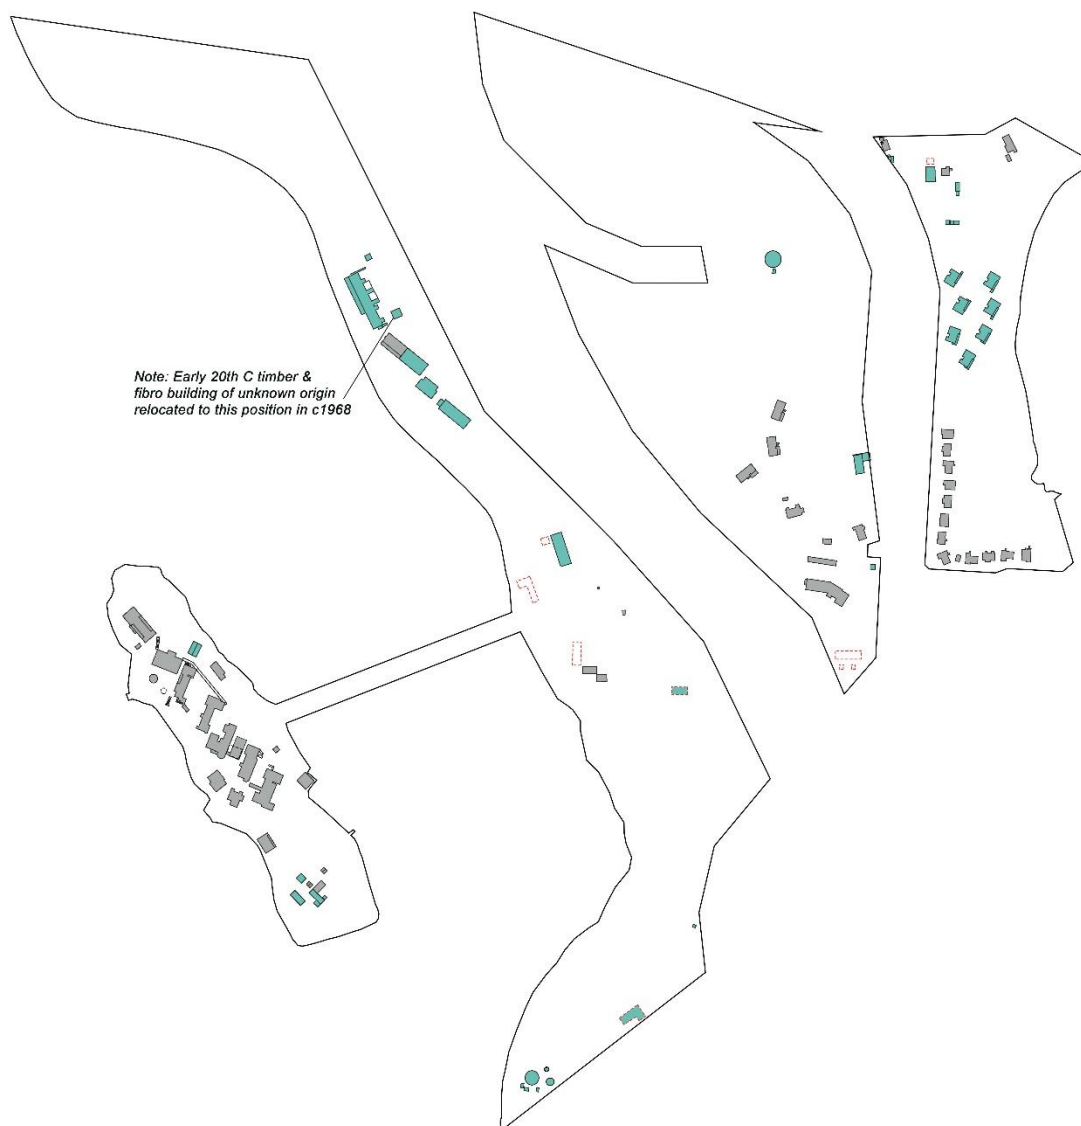 Note: Early 20th C timber &
fibro building of unknown origin
relocated to this position in c1968